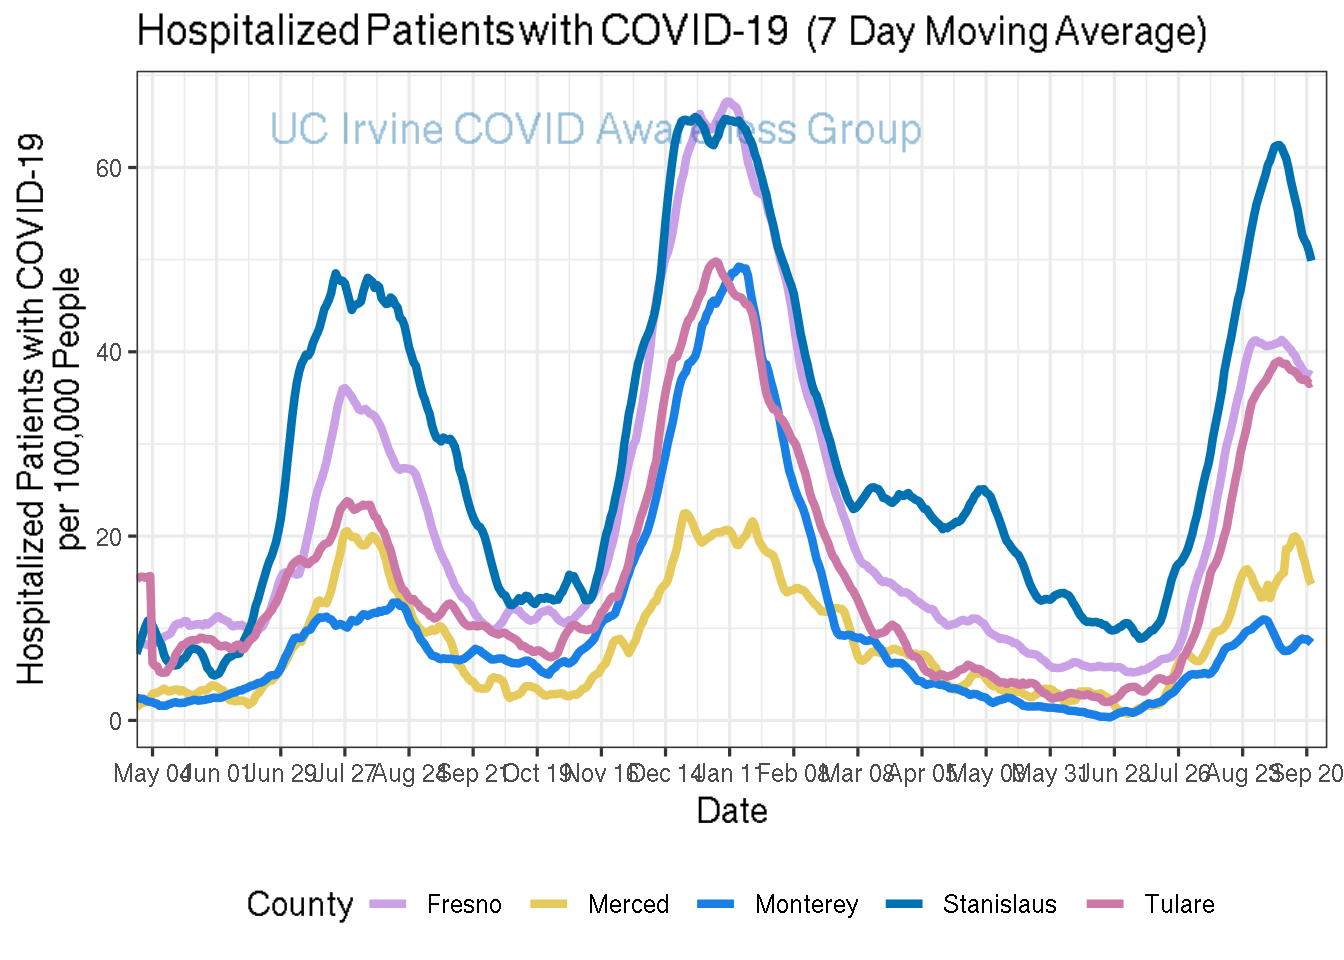 Hospitalized Patients with COVID-19 (7 Day Moving Average)
UC Irvine COVID Awareness Group
Hospitalized Patients with COVID-19
per 100,000 People
60
40
20
0
May 04 Jun 01 Jun 29 Jul 27 Aug 24 Sep 21 Oct 19 Nov 16 Dec 14 Jan 11 Feb 08 Mar 08 Apr 05 May 03 May 31 Jun 28 Jul 26 Aug 23 Sep 20
Date
County Fresno Merced Monterey Stanislaus Tulare